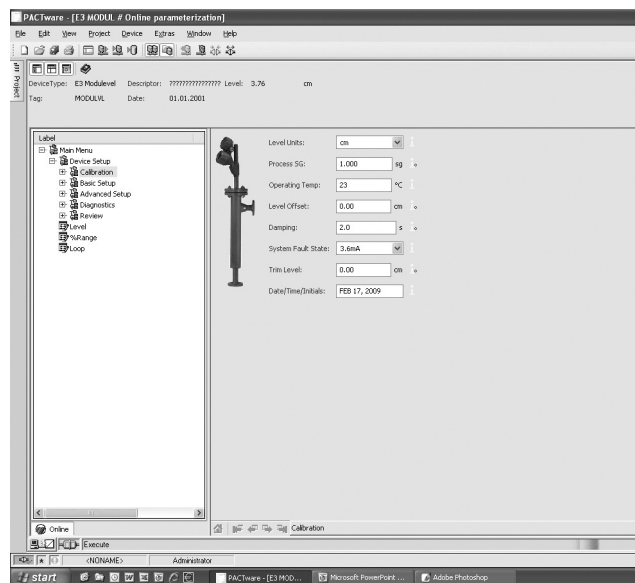 PACTware - [E3 MODUL # Online parameterization]
File Edit View Project Device Extras Window Help
Project
DeviceType: E3 Modulevel Descriptor: ???????????????? Level: 3.76 cm
Tag: MODULVL Date: 01.01.2001
Label
Main Menu
Device Setup
Calibration
Basic Setup
Advanced Setup
Diagnostics
Review
Level
%Range
Loop
Level Units: cm
Process SG: 1.000 sg
Operating Temp: 23 °C
Level Offset: 0.00 cm
Damping: 2.0 s
System Fault State: 3.6mA
Trim Level: 0.00 cm
Date/Time/Initials: FEB 17, 2009
Online
Calibration
Execute
<NONAME> Administrator
start
PACTware - [E3 MOD...
Microsoft PowerPoint ...
Adobe Photoshop